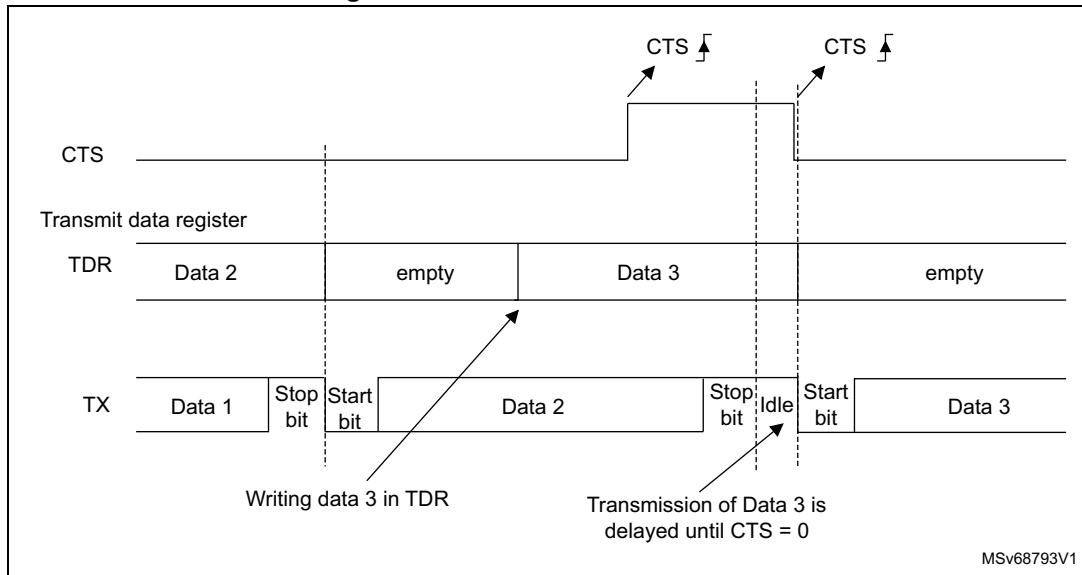 CTS CTS
CTS
Transmit data register
TDR Data 2 empty Data 3 empty
TX Data 1 Stop bit Start bit Data 2 Stop bit Idle Start bit Data 3
Writing data 3 in TDR
Transmission of Data 3 is
delayed until CTS = 0
MSv68793V1